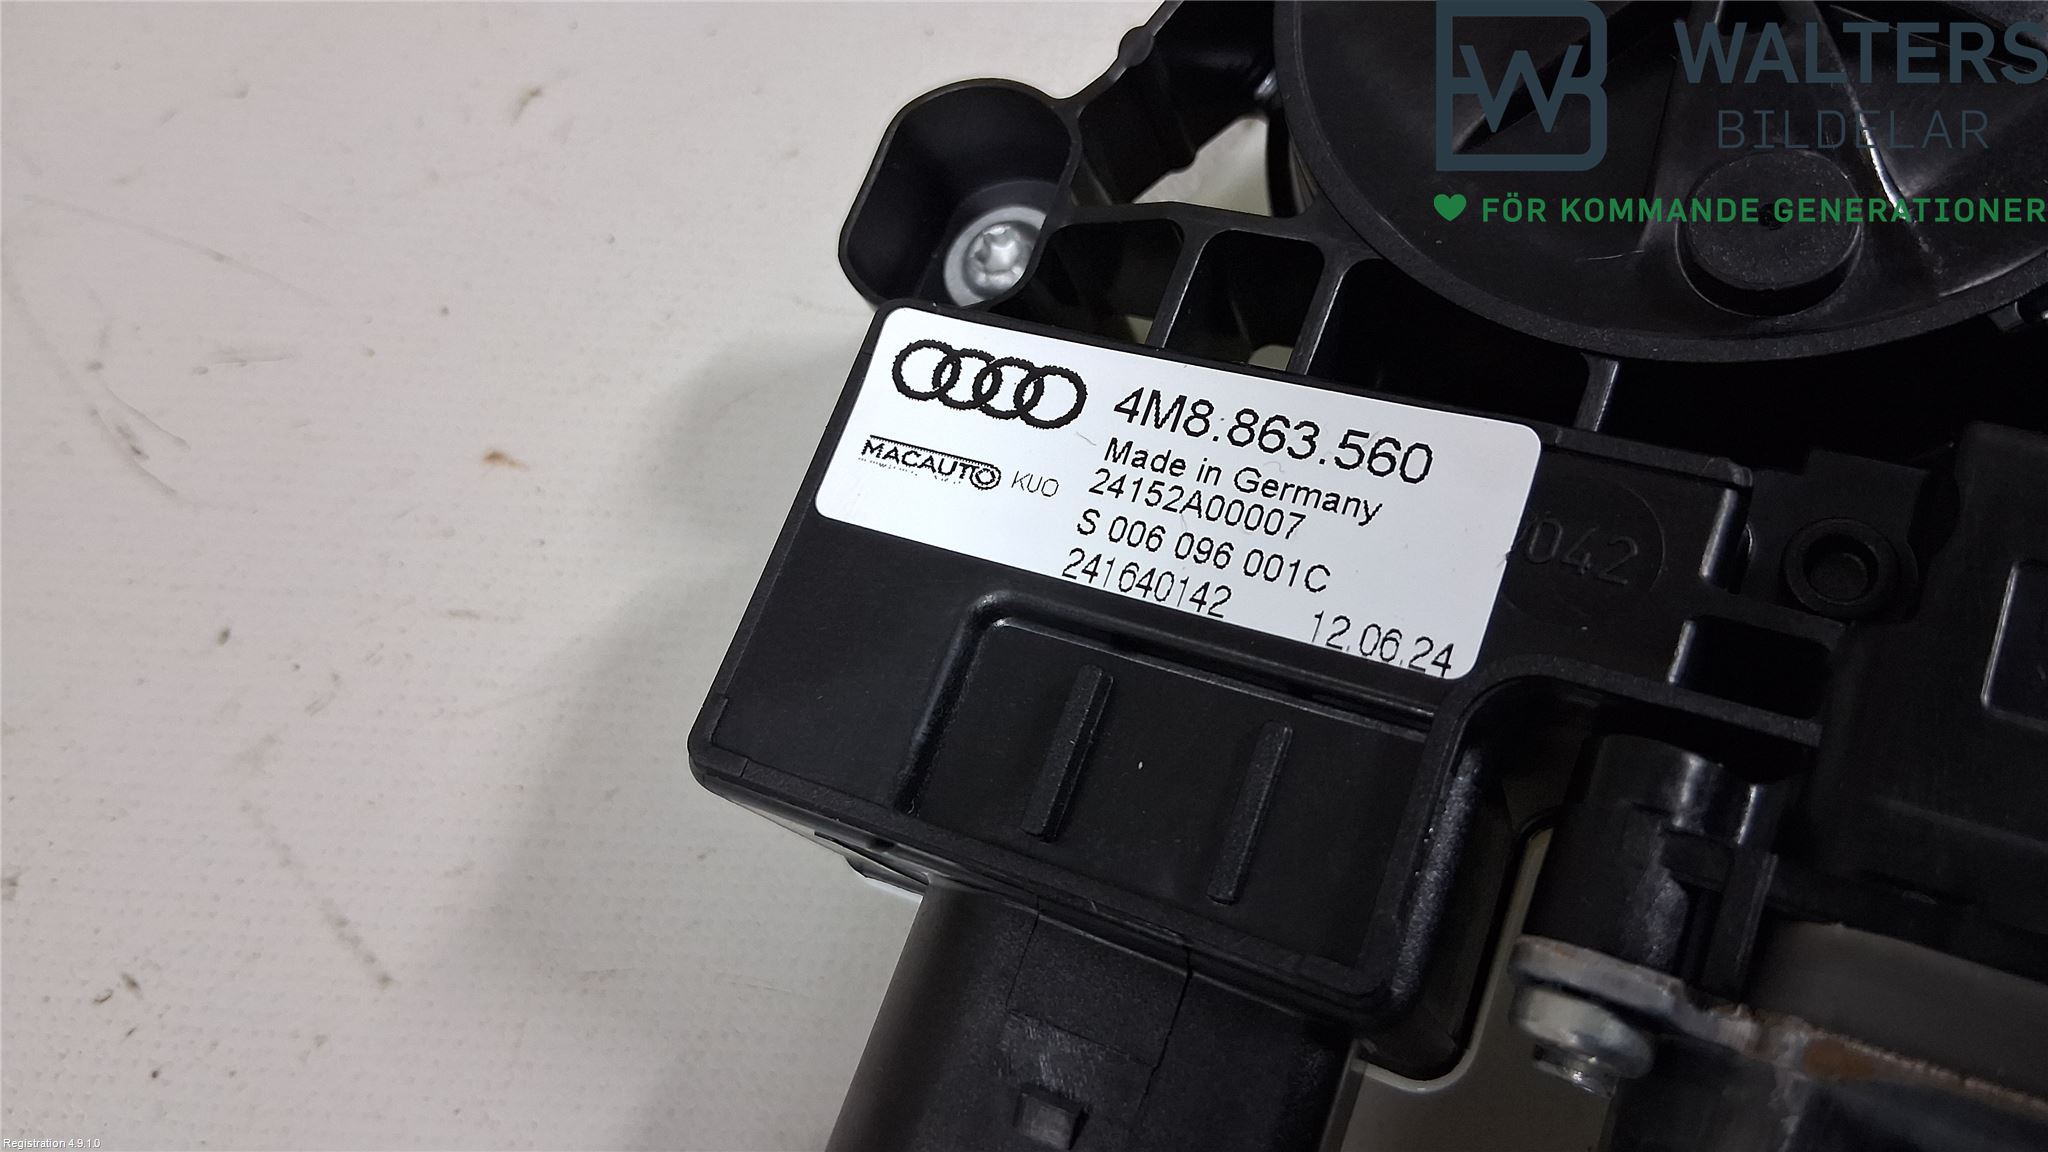 WALTERS
BILDELAR
FÖR KOMMANDE GENERATIONER
4M8.863.560
MACAUTO KUO
Made in Germany
24152A00007
S 006 096 001C
241640142 12.06.24
042
Registration 4.9.1.0